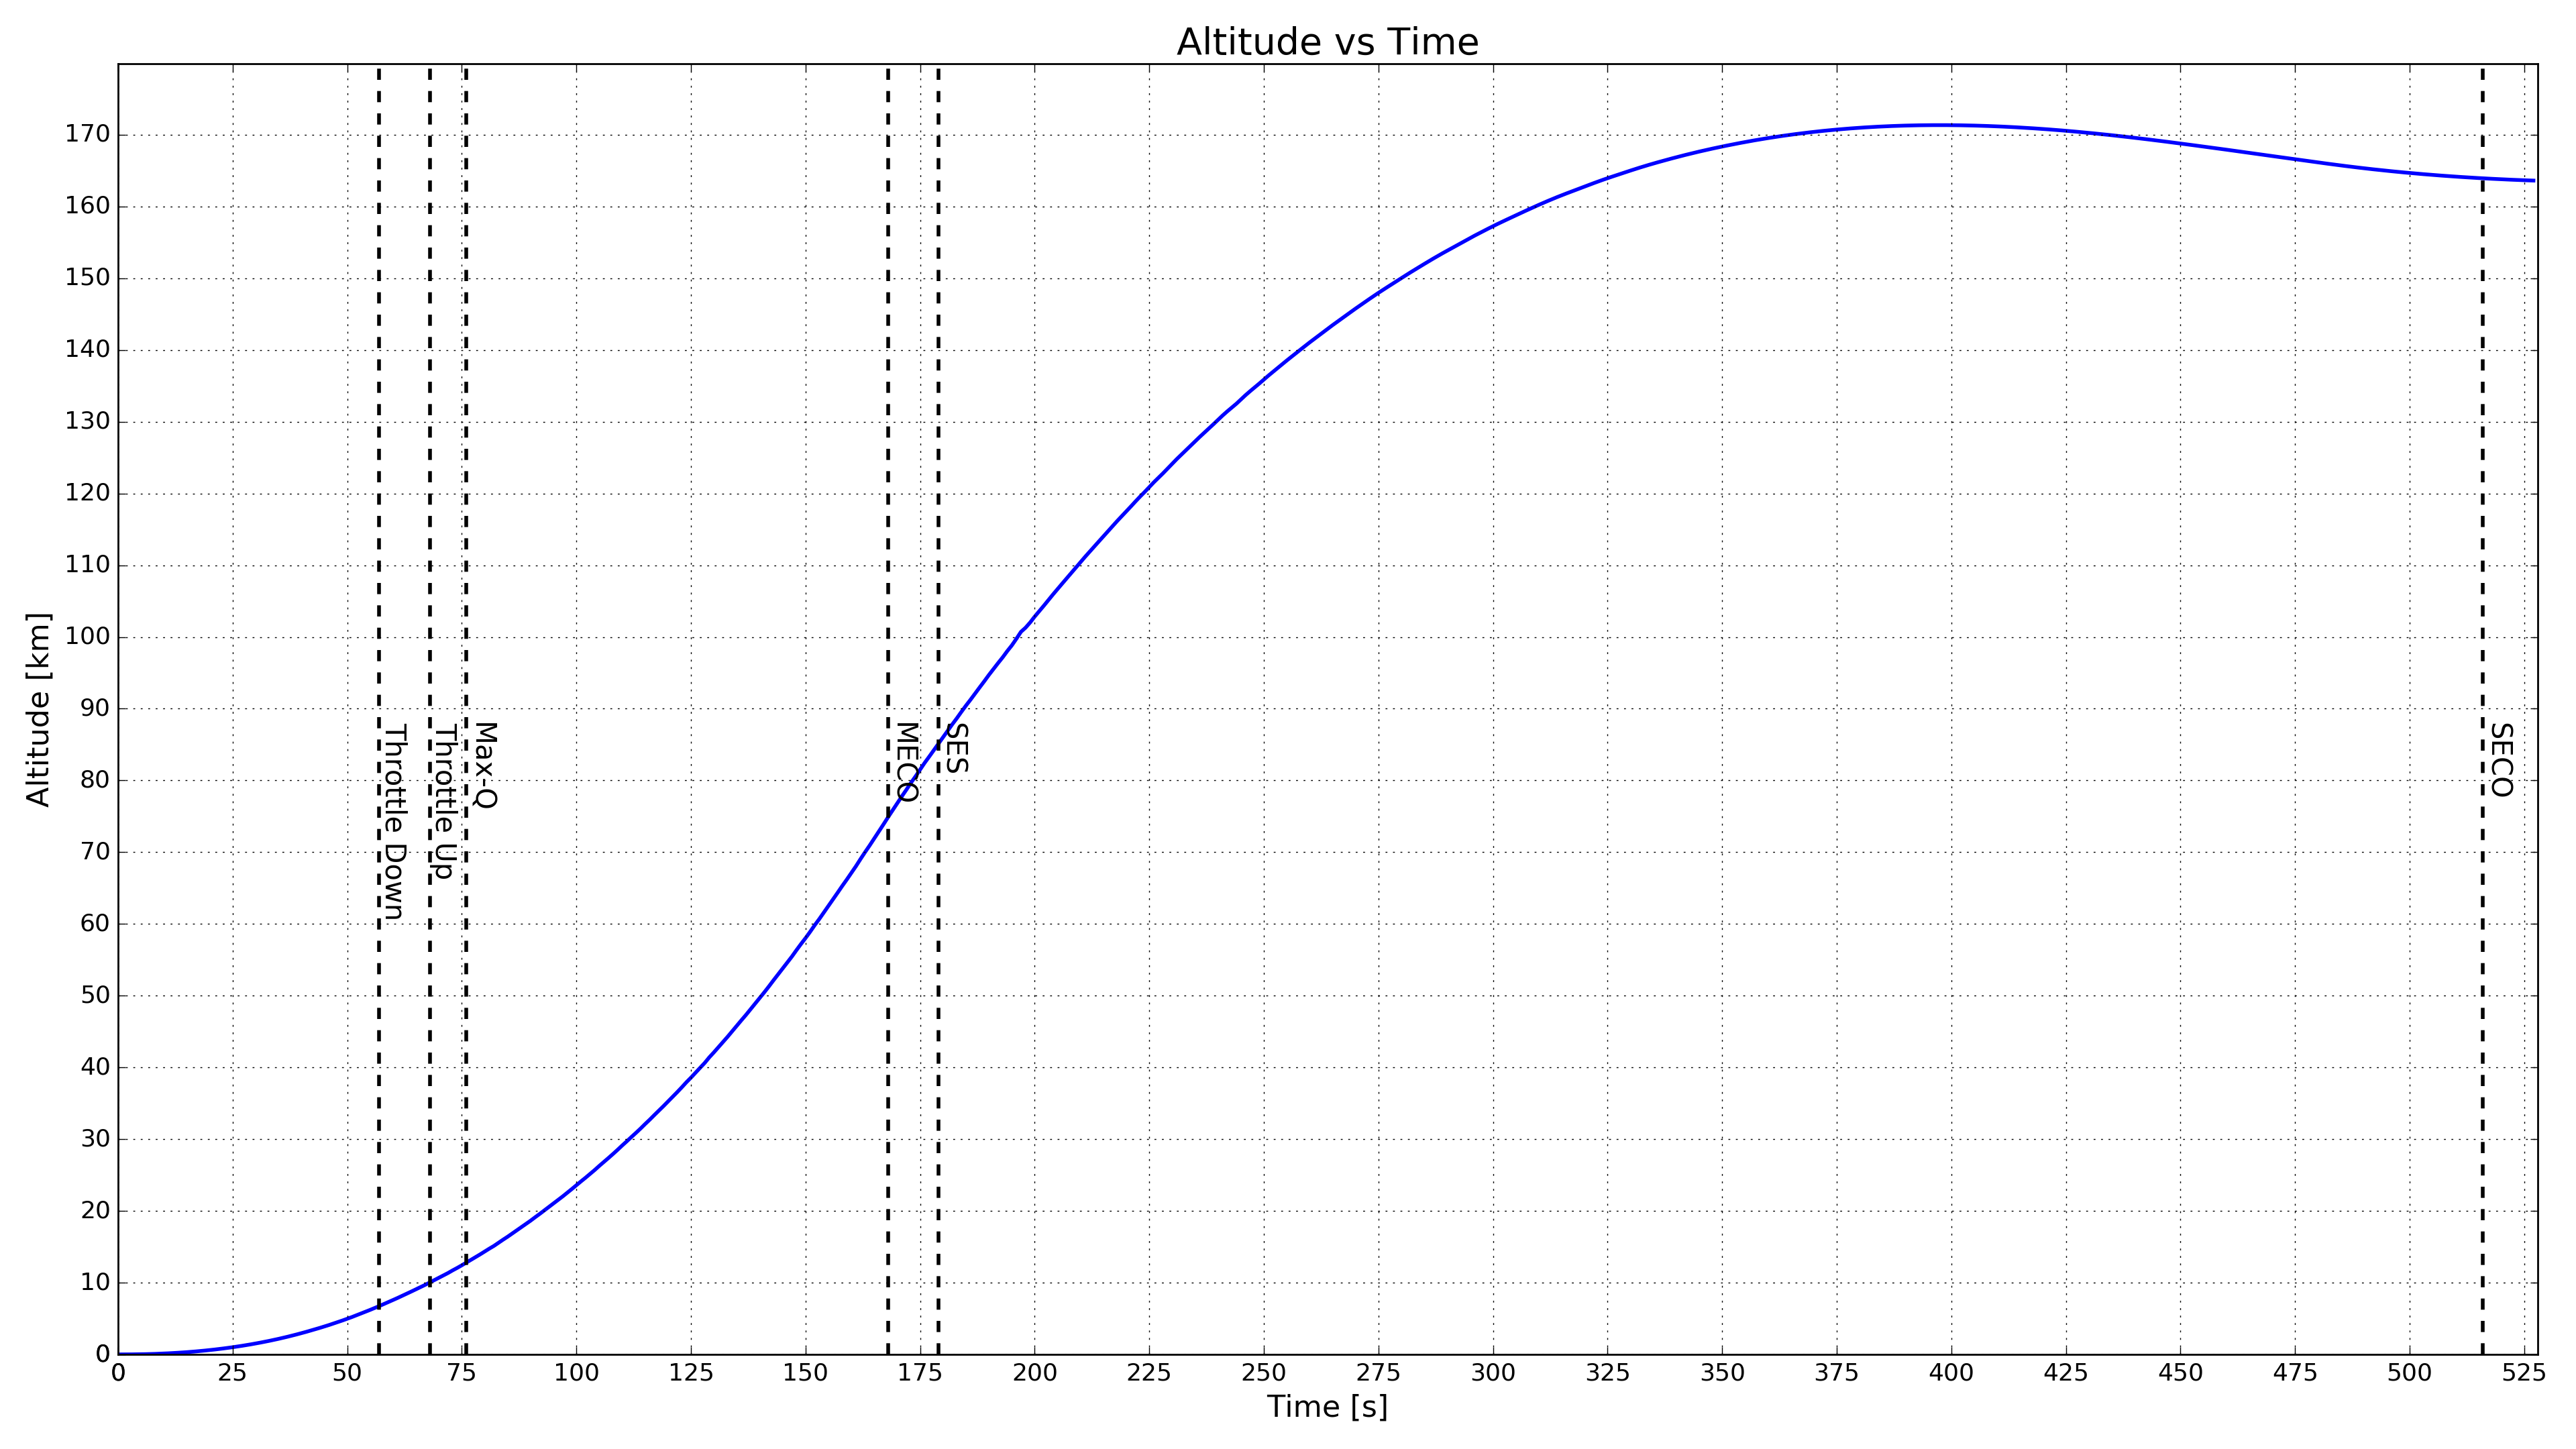 Altitude vs Time
Altitude [km]
170
160
150
140
130
120
110
100
90
80
70
60
50
40
30
20
10
0
Throttle Down
Throttle Up
Max-Q
MECO
SES
SECO
0 25 50 75 100 125 150 175 200 225 250 275 300 325 350 375 400 425 450 475 500 525
Time [s]